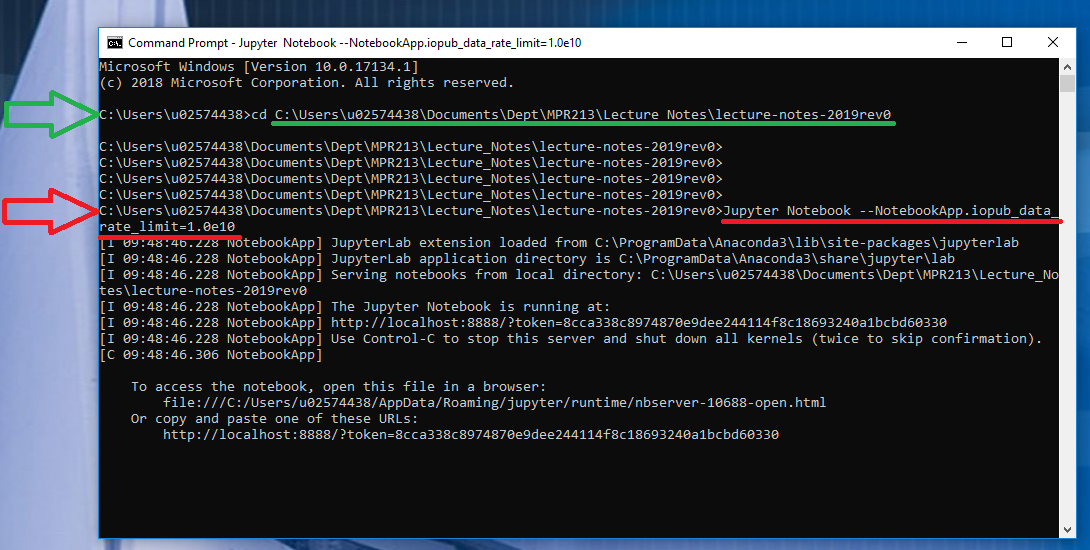 Command Prompt - Jupyter  Notebook --NotebookApp.iopub_data_rate_limit=1.0e10
Microsoft Windows [Version 10.0.17134.1]
(c) 2018 Microsoft Corporation. All rights reserved.
C:\Users\u02574438>cd C:\Users\u02574438\Documents\Dept\MPR213\Lecture_Notes\lecture-notes-2019rev0
C:\Users\u02574438\Documents\Dept\MPR213\Lecture_Notes\lecture-notes-2019rev0>
C:\Users\u02574438\Documents\Dept\MPR213\Lecture_Notes\lecture-notes-2019rev0>
C:\Users\u02574438\Documents\Dept\MPR213\Lecture_Notes\lecture-notes-2019rev0>
C:\Users\u02574438\Documents\Dept\MPR213\Lecture_Notes\lecture-notes-2019rev0>
C:\Users\u02574438\Documents\Dept\MPR213\Lecture_Notes\lecture-notes-2019rev0>Jupyter Notebook --NotebookApp.iopub_data_
rate_limit=1.0e10
[I 09:48:46.228 NotebookApp] JupyterLab extension loaded from C:\ProgramData\Anaconda3\lib\site-packages\jupyterlab
[I 09:48:46.228 NotebookApp] JupyterLab application directory is C:\ProgramData\Anaconda3\share\jupyter\lab
[I 09:48:46.228 NotebookApp] Serving notebooks from local directory: C:\Users\u02574438\Documents\Dept\MPR213\Lecture_No
tes\lecture-notes-2019rev0
[I 09:48:46.228 NotebookApp] The Jupyter Notebook is running at:
[I 09:48:46.228 NotebookApp] http://localhost:8888/?token=8cca338c8974870e9dee244114f8c18693240a1bcbd60330
[I 09:48:46.228 NotebookApp] Use Control-C to stop this server and shut down all kernels (twice to skip confirmation).
[C 09:48:46.306 NotebookApp]
To access the notebook, open this file in a browser:
file:///C:/Users/u02574438/AppData/Roaming/jupyter/runtime/nbserver-10688-open.html
Or copy and paste one of these URLs:
http://localhost:8888/?token=8cca338c8974870e9dee244114f8c18693240a1bcbd60330